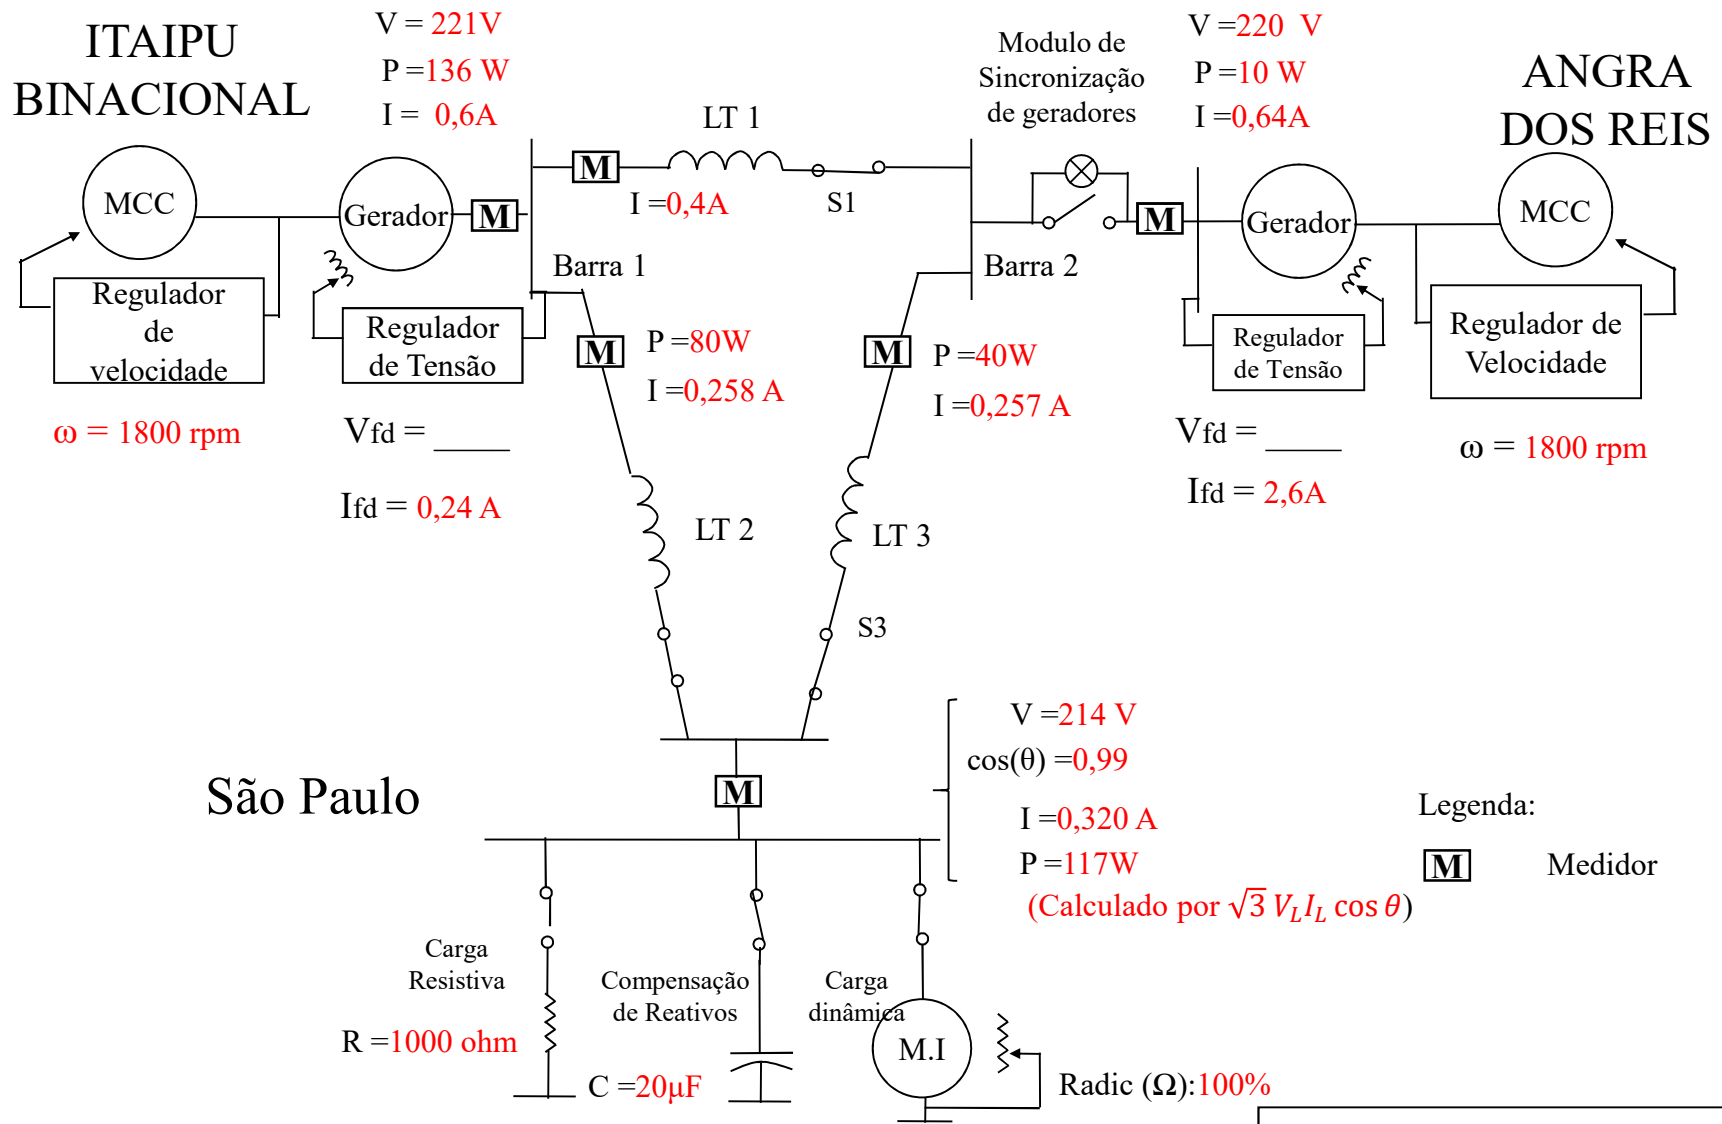 ITAIPU
BINACIONAL
V = 221V
P =136 W
I = 0,6A
LT 1
Modulo de
Sincronização
de geradores
V =220 V
P =10 W
I =0,64A
ANGRA
DOS REIS
MCC
Gerador
M
M
I =0,4A
S1
M
Gerador
MCC
Barra 1
Barra 2
Regulador
de
velocidade
Regulador
de Tensão
M
P =80W
I =0,258 A
M
P =40W
I =0,257 A
Regulador
de Tensão
Regulador de
Velocidade
ω = 1800 rpm
Vfd = _____
Ifd = 0,24 A
Vfd = _____
Ifd = 2,6A
ω = 1800 rpm
LT 2
LT 3
S3
São Paulo
M
V =214 V
cos(θ) =0,99
I =0,320 A
P =117W
(Calculado por √3 V_L I_L cos θ)
Legenda:
M Medidor
Carga
Resistiva
R =1000 ohm
Compensação
de Reativos
C =20μF
Carga
dinâmica
M.I
Radic (Ω):100%